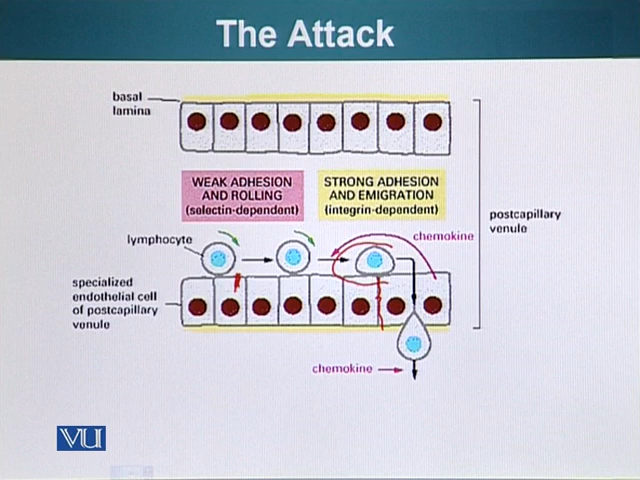 The Attack
basal
lamina
WEAK ADHESION
AND ROLLING
(selectin-dependent)
STRONG ADHESION
AND EMIGRATION
(integrin-dependent)
postcapillary
venule
chemokine
lymphocyte
specialized
endothelial cell
of postcapillary
venule
chemokine
VU